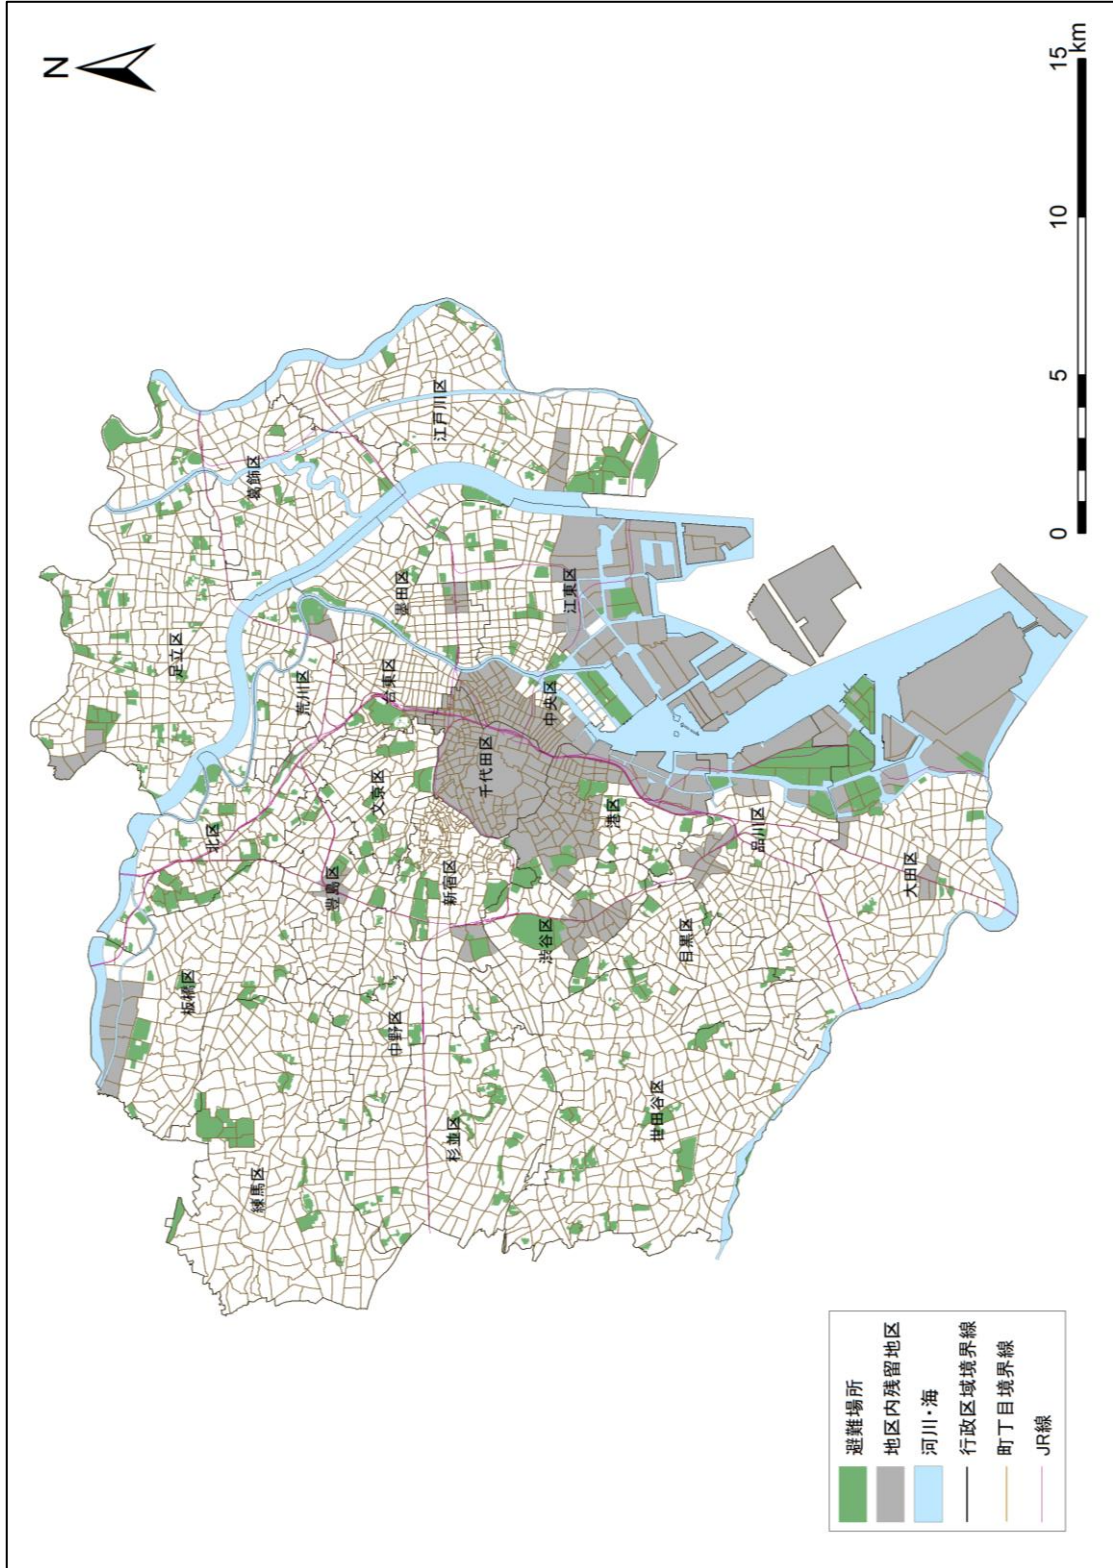 N
足立区
葛飾区
北区
荒川区
板橋区
練馬区
豊島区
文京区
台東区
墨田区
江戸川区
中野区
杉並区
新宿区
千代田区
中央区
江東区
渋谷区
港区
世田谷区
目黒区
品川区
大田区
避難場所
地区内残留地区
河川・海
行政区域境界線
町丁目境界線
JR線
0
5
10
15
km